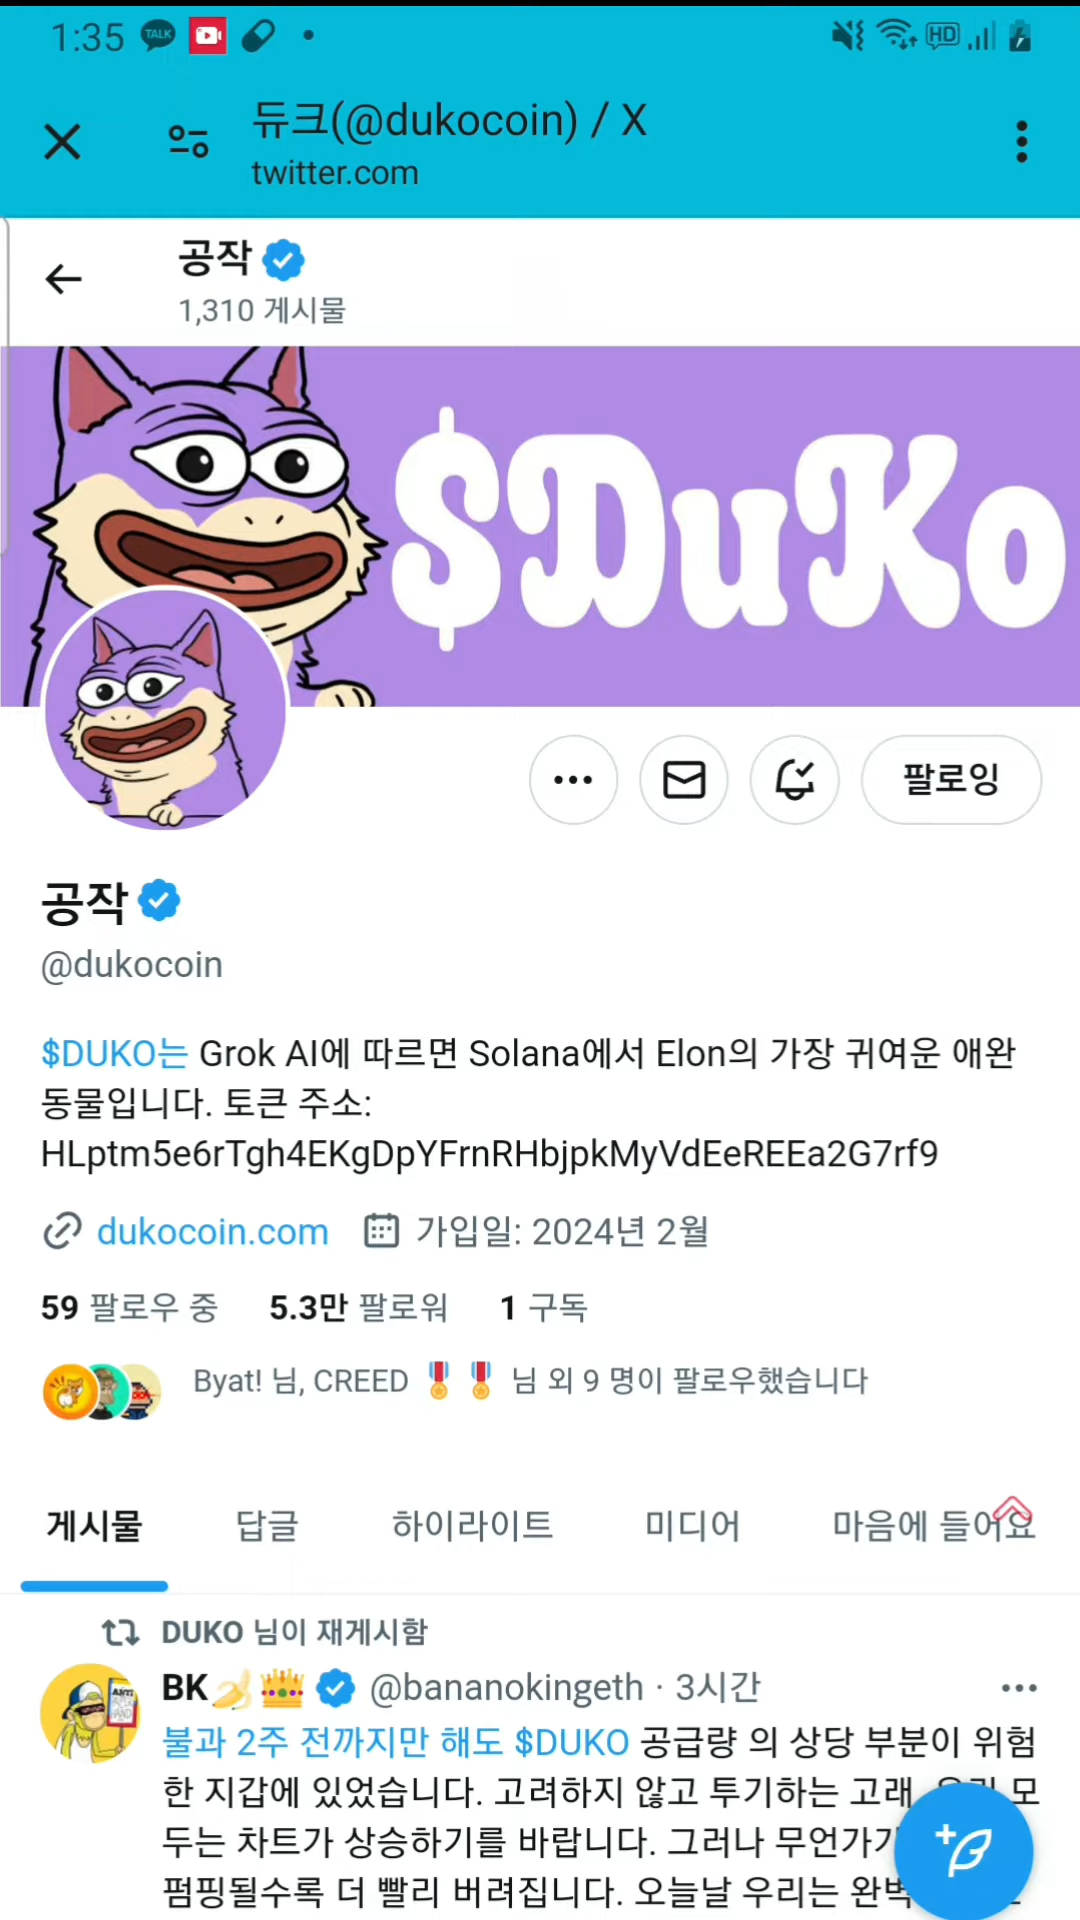 1:35 TALK HD
듀크(@dukocoin) / X
twitter.com
공작
1,310 게시물
$DuKo
팔로잉
공작
@dukocoin
$DUKO는 Grok AI에 따르면 Solana에서 Elon의 가장 귀여운 애완
동물입니다. 토큰 주소:
HLptm5e6rTgh4EKgDpYFrnRHbjpkMyVdEeREEa2G7rf9
dukocoin.com 가입일: 2024년 2월
59 팔로우 중 5.3만 팔로워 1 구독
Byat! 님, CREED 🎖️ 🎖️ 님 외 9 명이 팔로우했습니다
게시물 답글 하이라이트 미디어 마음에 들어요
DUKO 님이 재게시함
BK🍌👑 @bananokingeth · 3시간
불과 2주 전까지만 해도 $DUKO 공급량 의 상당 부분이 위험
한 지갑에 있었습니다. 고려하지 않고 투기하는 고래. 모
두는 차트가 상승하기를 바랍니다. 그러나
펌핑될수록 더 빨리 버려집니다. 오늘날 우리는